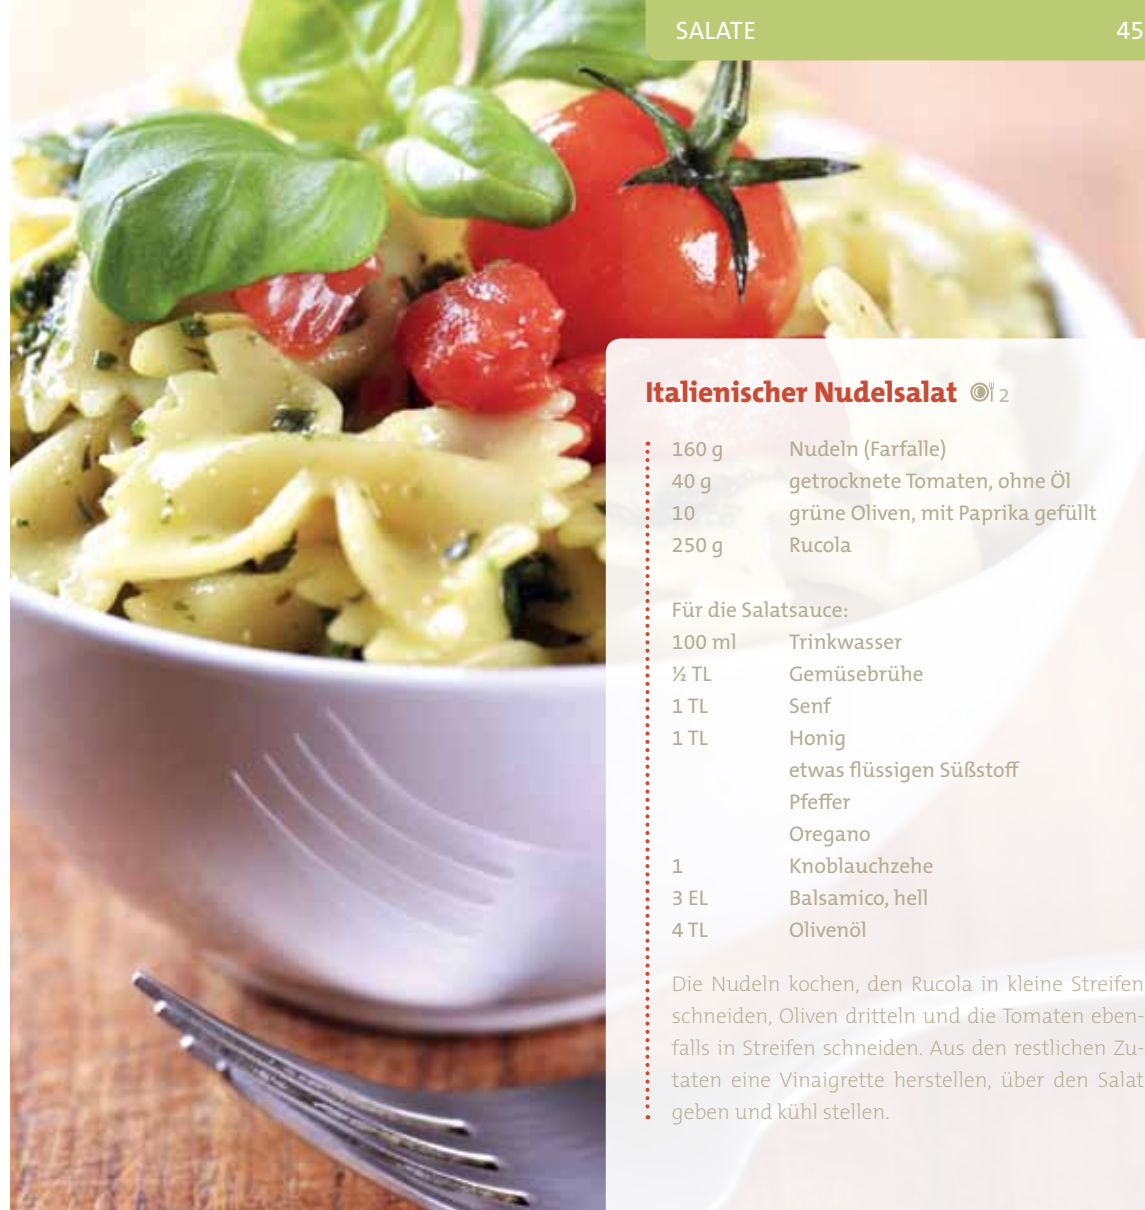 SALATE 45
Italienischer Nudelsalat 2
160 g Nudeln (Farfalle)
40 g getrocknete Tomaten, ohne Öl
10 grüne Oliven, mit Paprika gefüllt
250 g Rucola
Für die Salatsauce:
100 ml Trinkwasser
½ TL Gemüsebrühe
1 TL Senf
1 TL Honig
etwas flüssigen Süßstoff
Pfeffer
Oregano
1 Knoblauchzehe
3 EL Balsamico, hell
4 TL Olivenöl
Die Nudeln kochen, den Rucola in kleine Streifen
schneiden, Oliven dritteln und die Tomaten eben-
falls in Streifen schneiden. Aus den restlichen Zu-
taten eine Vinaigrette herstellen, über den Salat
geben und kühl stellen.